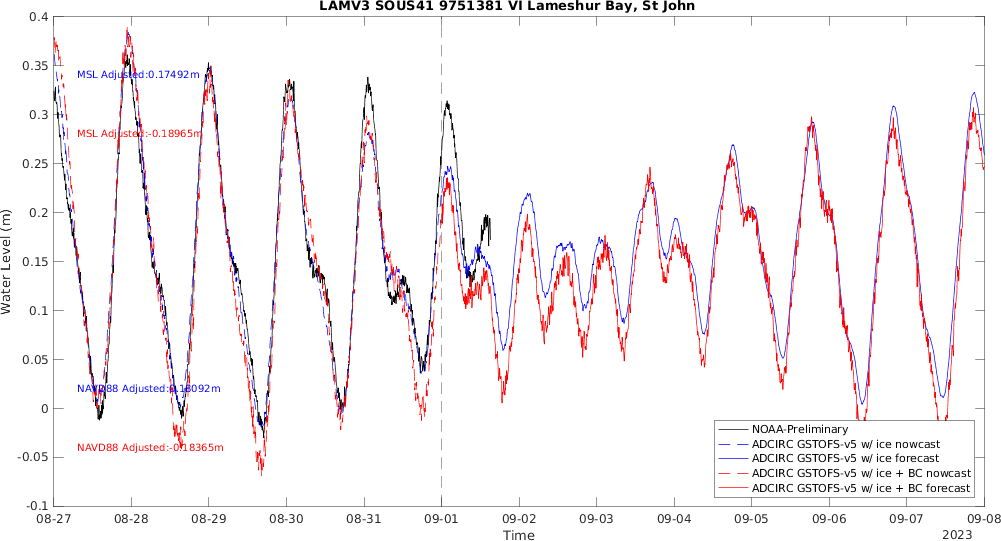 LAMV3 SOUS41 9751381 VI Lameshur Bay, St John
0.4
0.35
0.3
0.25
0.2
0.15
0.1
0.05
0
-0.05
-0.1
Water Level (m)
MSL Adjusted:0.17492m
MSL Adjusted:-0.18965m
NAVD88 Adjusted:0.18092m
NAVD88 Adjusted:-0.18365m
NOAA-Preliminary
ADCIRC GSTOFS-v5 w/ ice nowcast
ADCIRC GSTOFS-v5 w/ ice forecast
ADCIRC GSTOFS-v5 w/ ice + BC nowcast
ADCIRC GSTOFS-v5 w/ ice + BC forecast
08-27 08-28 08-29 08-30 08-31 09-01 09-02 09-03 09-04 09-05 09-06 09-07 09-08
Time
2023